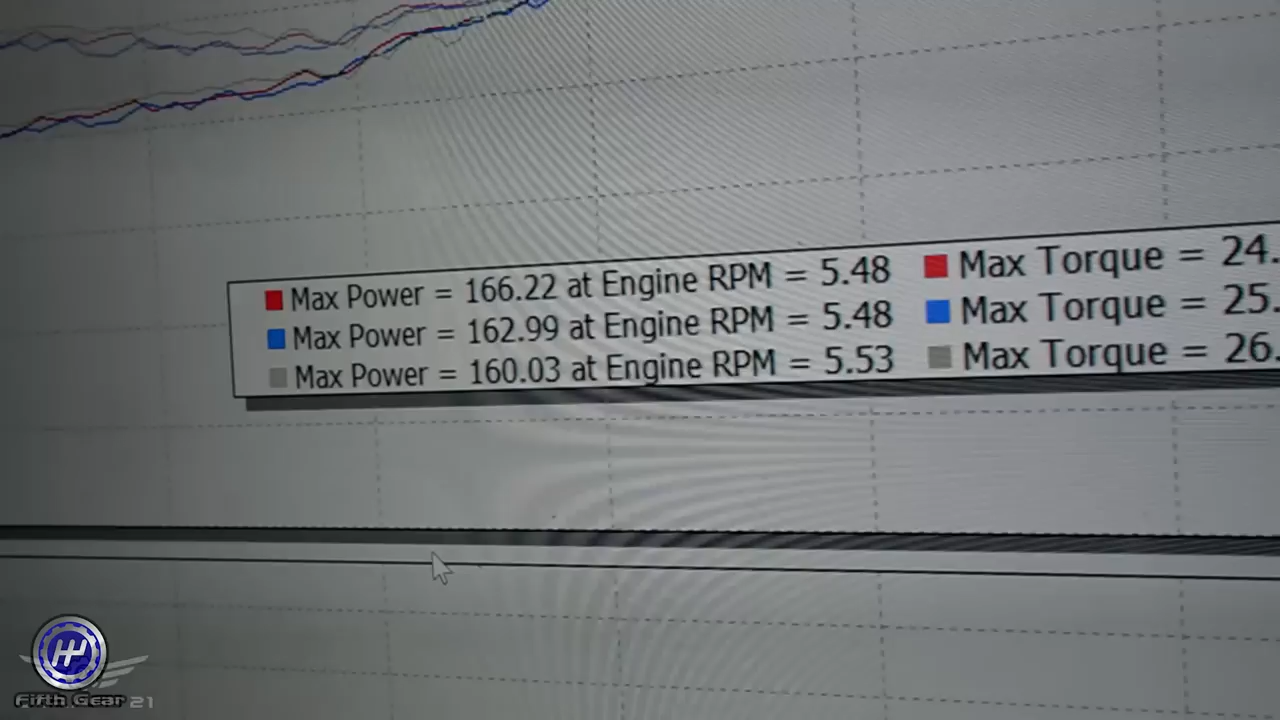 Max Power = 166.22 at Engine RPM = 5.48 Max Torque = 24.
Max Power = 162.99 at Engine RPM = 5.48 Max Torque = 25.
Max Power = 160.03 at Engine RPM = 5.53 Max Torque = 26.
Fifth Gear 21